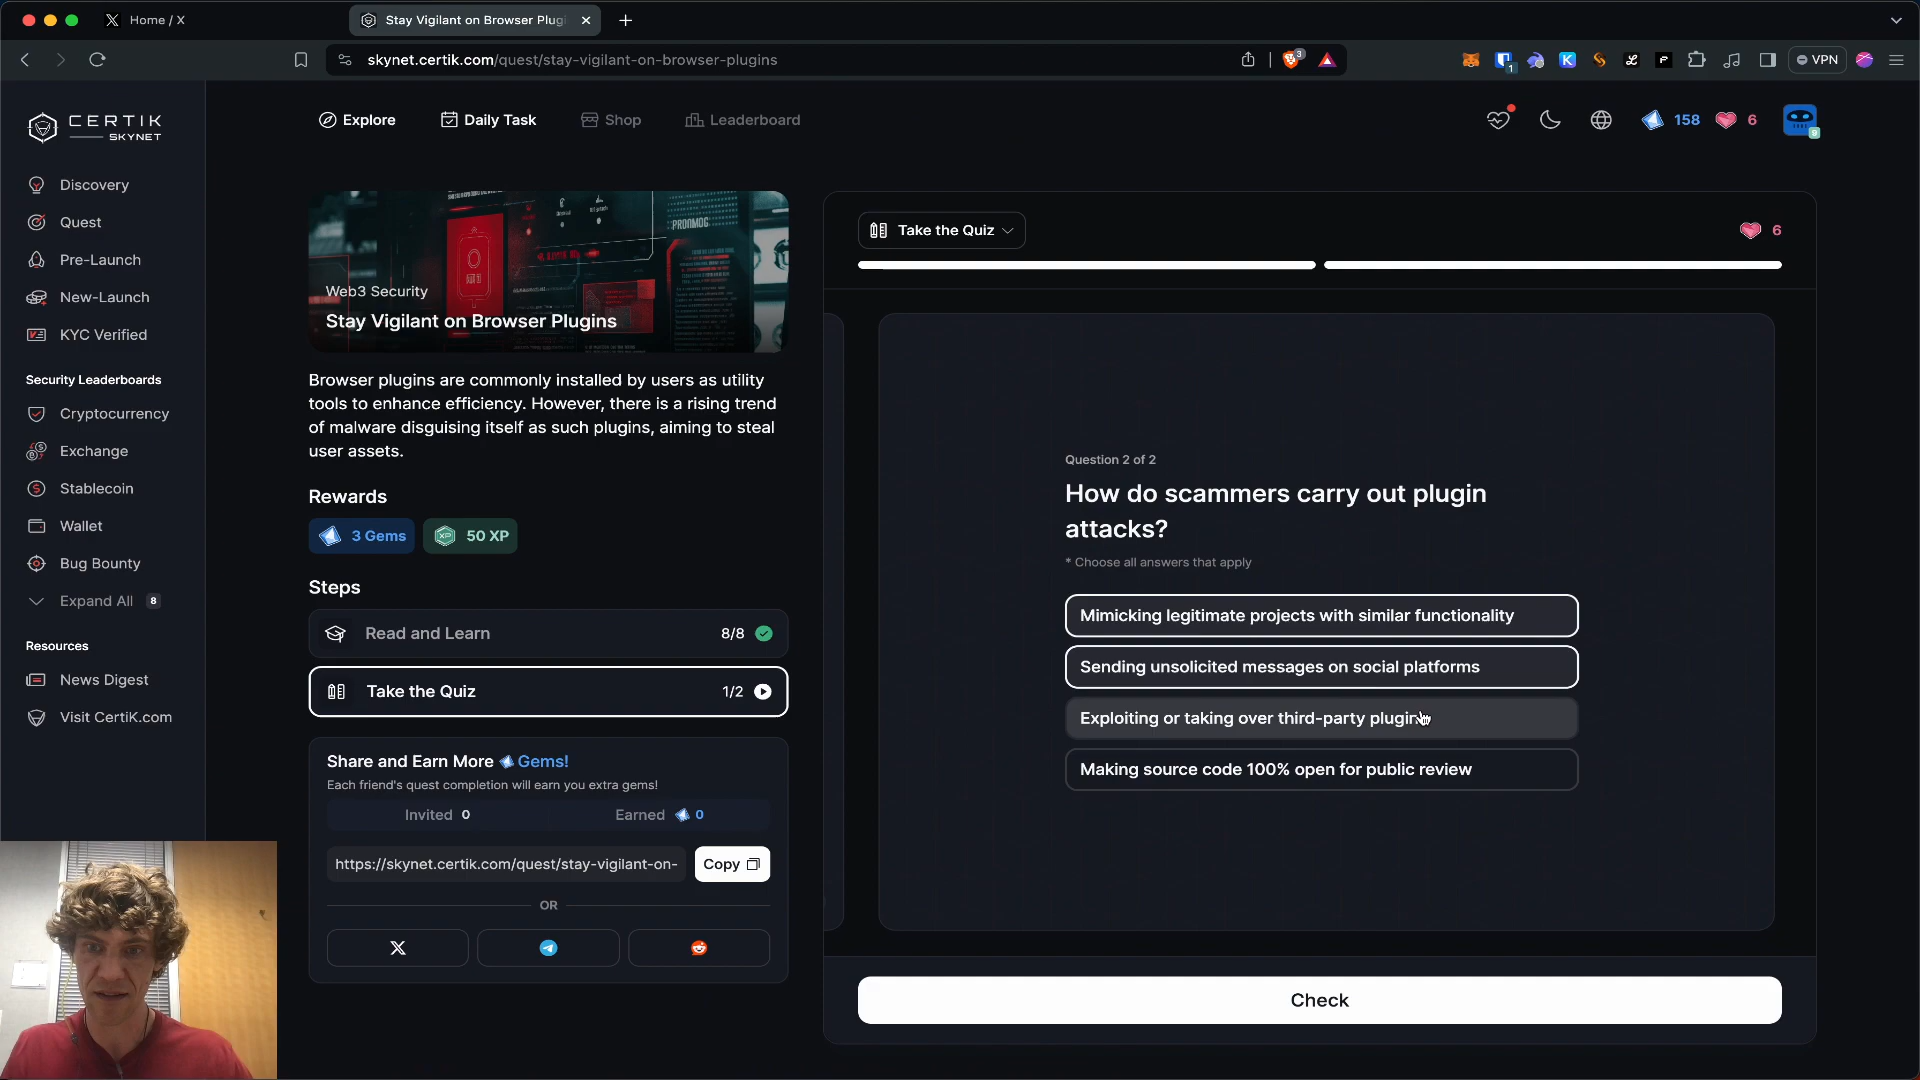 Home / X
Stay Vigilant on Browser Plugi
skynet.certik.com/quest/stay-vigilant-on-browser-plugins
3
1
VPN
CERTIK
SKYNET
Explore
Daily Task
Shop
Leaderboard
158
6
9
Discovery
Quest
Pre-Launch
New-Launch
KYC Verified
Security Leaderboards
Cryptocurrency
Exchange
Stablecoin
Wallet
Bug Bounty
Expand All 8
Resources
News Digest
Visit CertiK.com
Web3 Security
Stay Vigilant on Browser Plugins
Browser plugins are commonly installed by users as utility
tools to enhance efficiency. However, there is a rising trend
of malware disguising itself as such plugins, aiming to steal
user assets.
Rewards
3 Gems
XP 50 XP
Steps
Read and Learn 8/8
Take the Quiz 1/2
Share and Earn More Gems!
Each friend's quest completion will earn you extra gems!
Invited 0
Earned 0
https://skynet.certik.com/quest/stay-vigilant-on-
Copy
OR
Take the Quiz
6
Question 2 of 2
How do scammers carry out plugin
attacks?
* Choose all answers that apply
Mimicking legitimate projects with similar functionality
Sending unsolicited messages on social platforms
Exploiting or taking over third-party plugin
Making source code 100% open for public review
Check